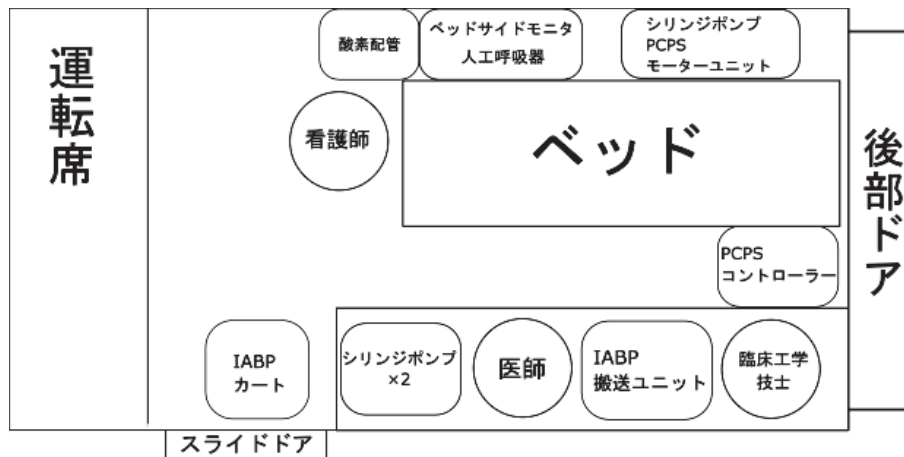 運転席
酸素配管
ベッドサイドモニタ
人工呼吸器
シリンジポンプ
PCPS
モーターユニット
看護師
ベッド
後部ドア
PCPS
コントローラー
IABP
カート
シリンジポンプ
×2
医師
IABP
搬送ユニット
臨床工学
技士
スライドドア